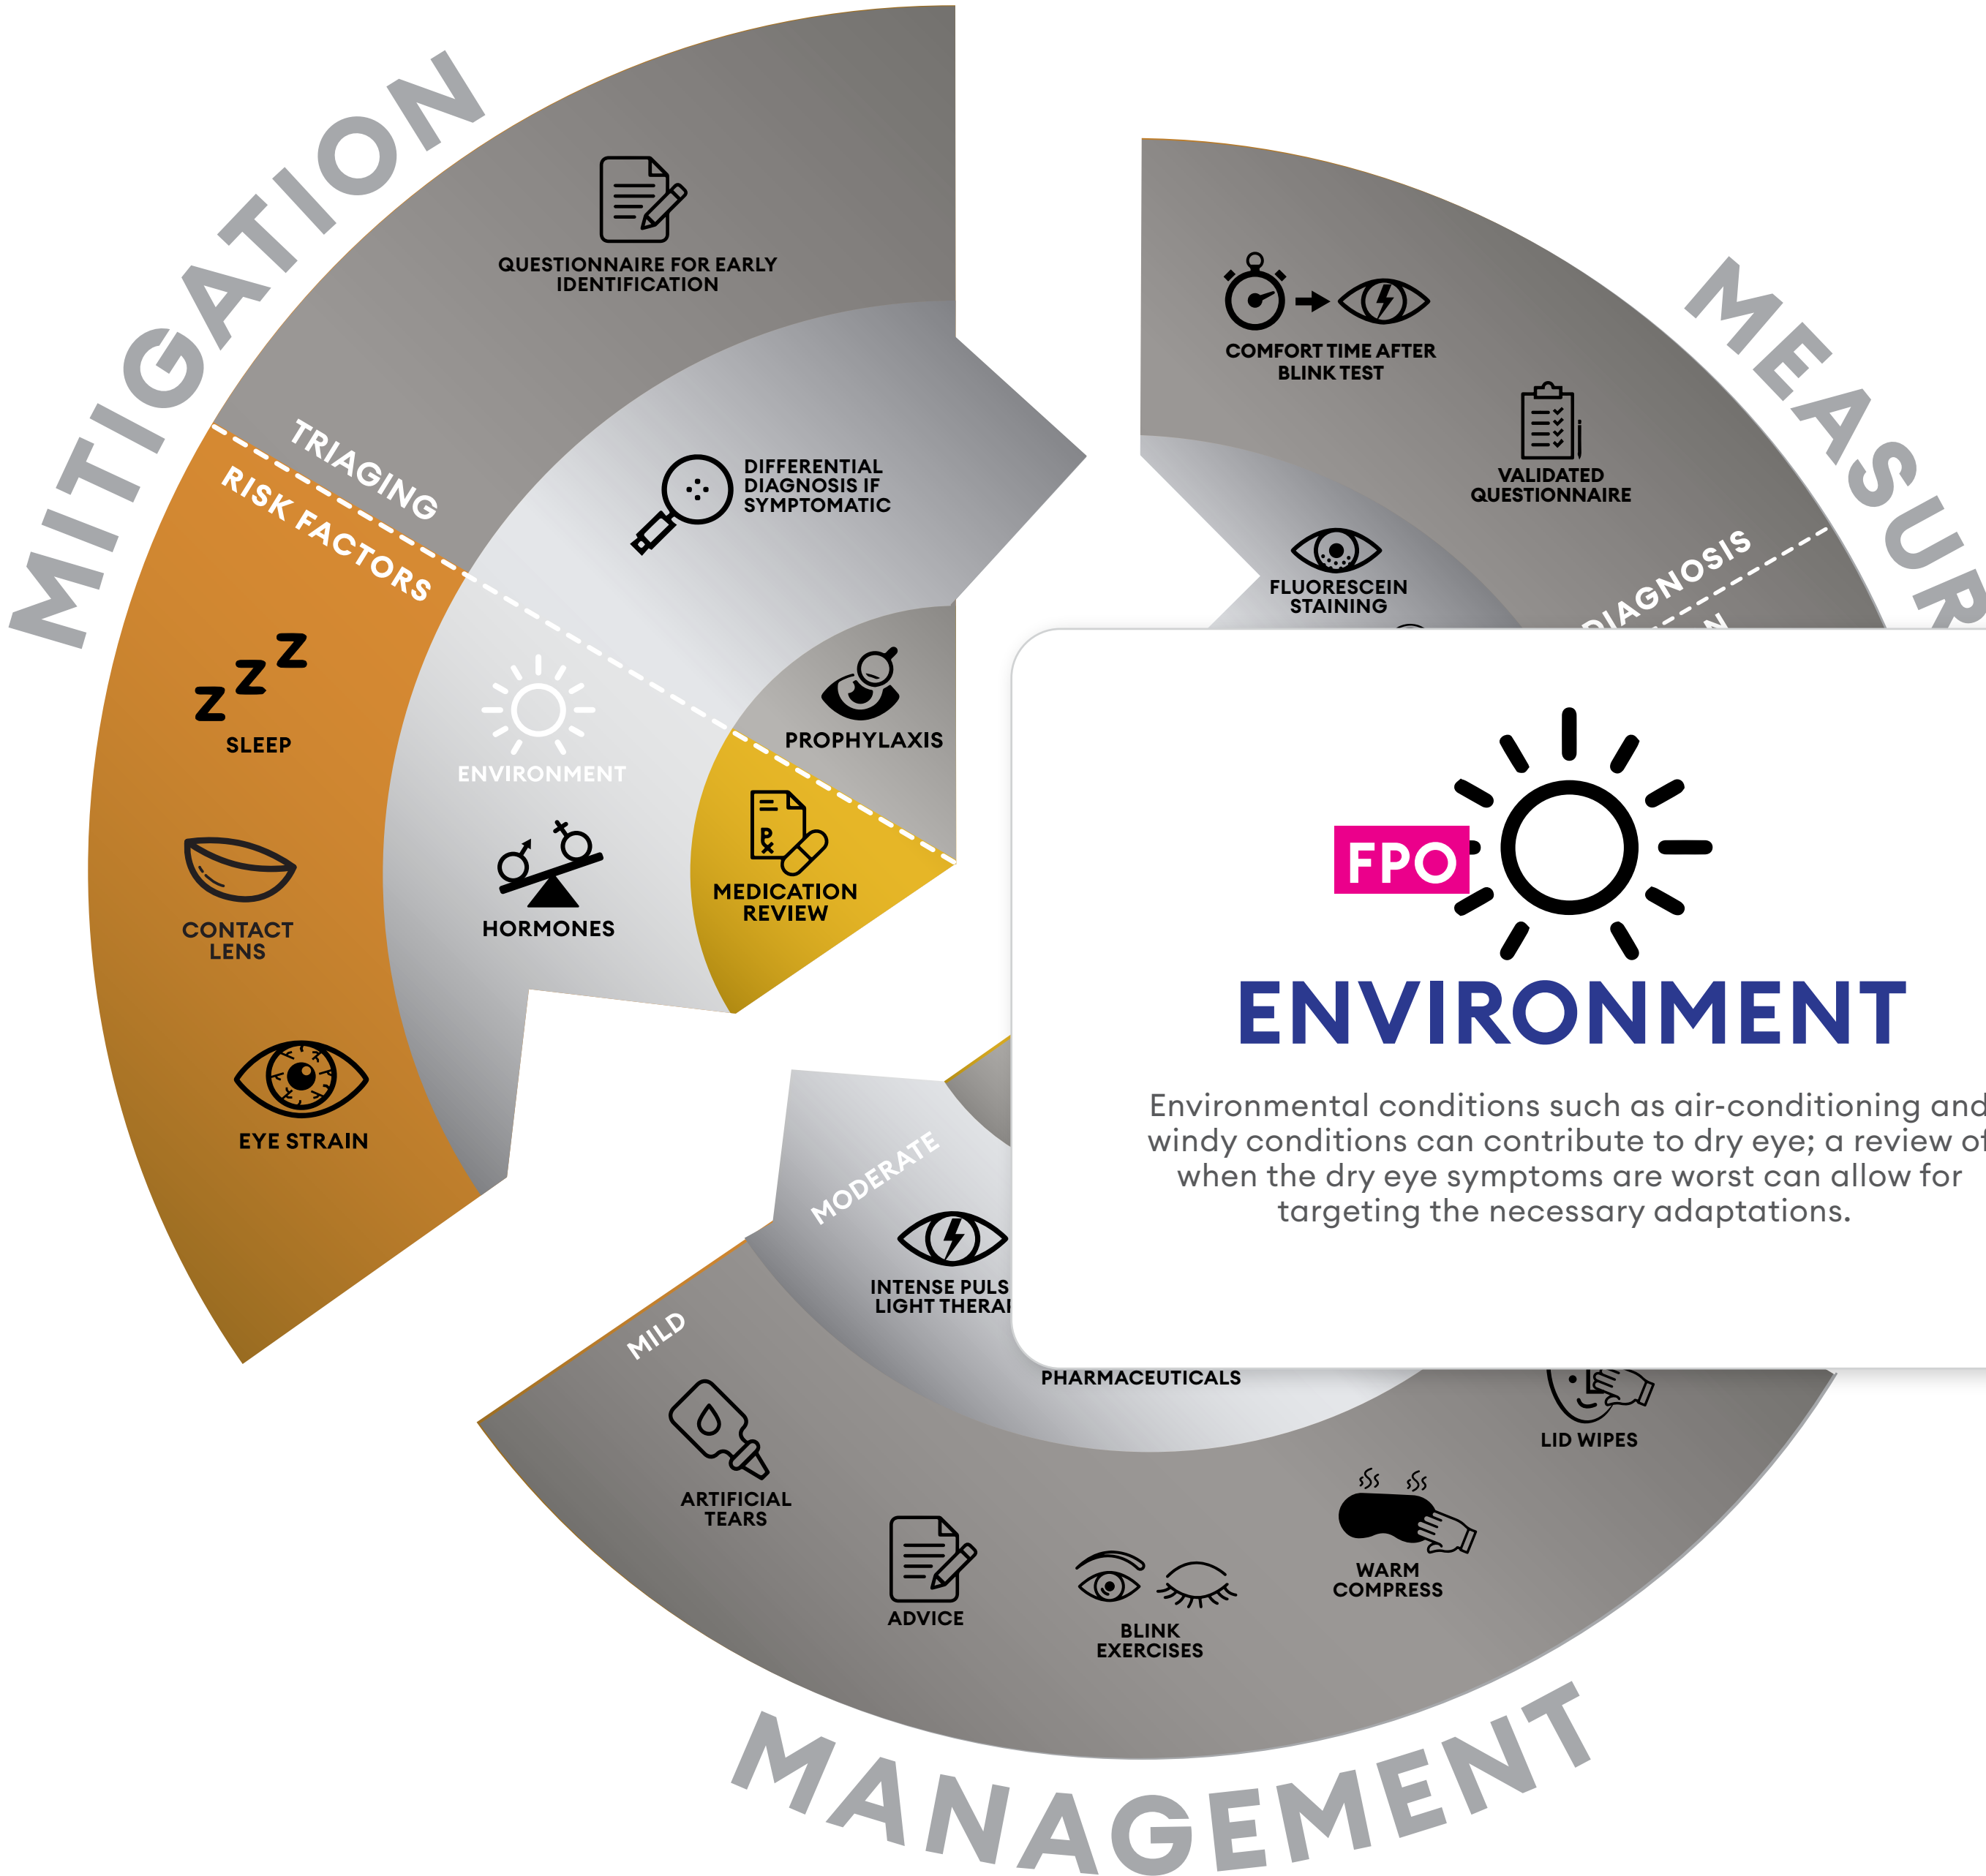 MITIGATION
QUESTIONNAIRE FOR EARLY
IDENTIFICATION
TRIAGING
RISK FACTORS
DIFFERENTIAL
DIAGNOSIS IF
SYMPTOMATIC
PROPHYLAXIS
SLEEP
ENVIRONMENT
CONTACT
LENS
HORMONES
MEDICATION
REVIEW
EYE STRAIN
MEASUR
COMFORT TIME AFTER
BLINK TEST
VALIDATED
QUESTIONNAIRE
FLUORESCEIN
STAINING
DIAGNOSIS
FPO
ENVIRONMENT
Environmental conditions such as air-conditioning and
windy conditions can contribute to dry eye; a review of
when the dry eye symptoms are worst can allow for
targeting the necessary adaptations.
MODERATE
INTENSE PULS
LIGHT
PHARMACEUTICALS
MILD
ARTIFICIAL
TEARS
ADVICE
BLINK
EXERCISES
WARM
COMPRESS
LID WIPES
MANAGEMENT